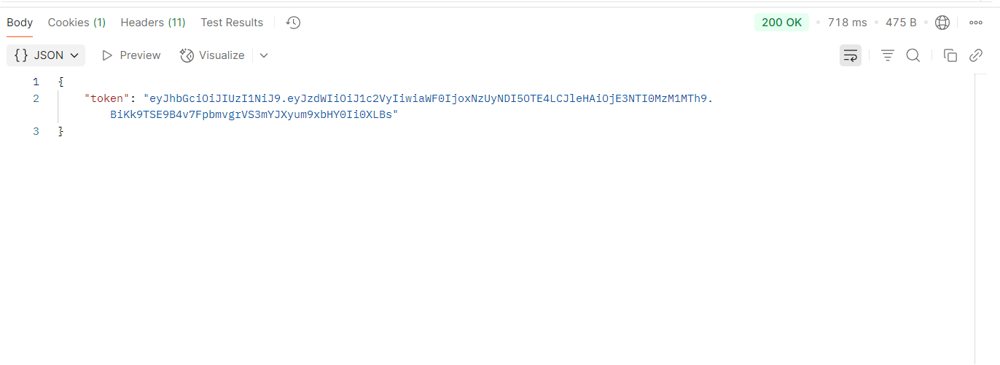 Body Cookies (1) Headers (11) Test Results 200 OK • 718 ms • 475 B •
{} JSON Preview Visualize
1 {
2 "token": "eyJhbGciOiJIUzI1NiJ9.eyJzdWIiOiJ1c2VyIiwiaWF0IjoxNzUyNDI5OTE4LCJleHAiOjE3NTI0MzM1MTh9.
BiKk9TSE9B4v7FpbmvgrVS3mYJXyum9xbHY0Ii0XLBs"
3 }